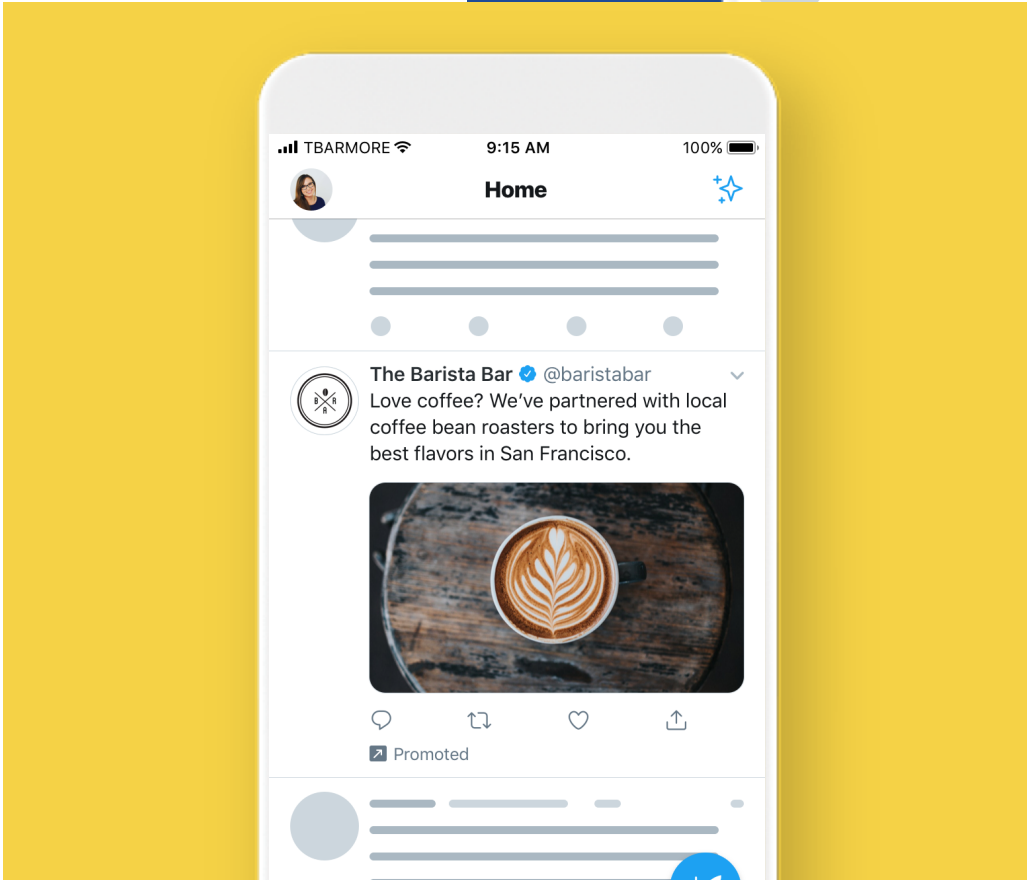 TBARMORE 9:15 AM 100%
Home
The Barista Bar @baristabar
Love coffee? We’ve partnered with local
coffee bean roasters to bring you the
best flavors in San Francisco.
B R
A
Promoted